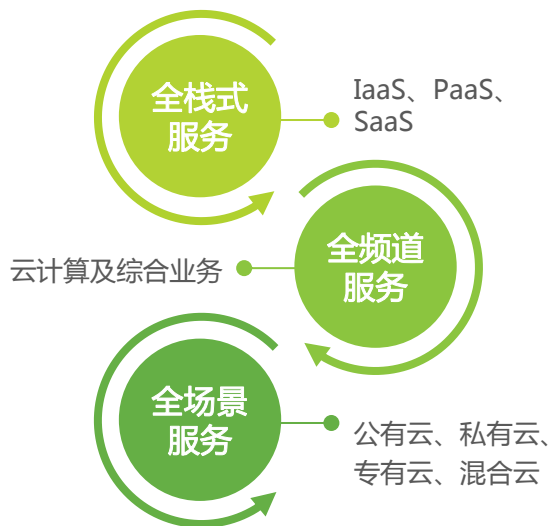 全栈式
服务
IaaS、PaaS、
SaaS
全频道
服务
云计算及综合业务
全场景
服务
公有云、私有云、
专有云、混合云